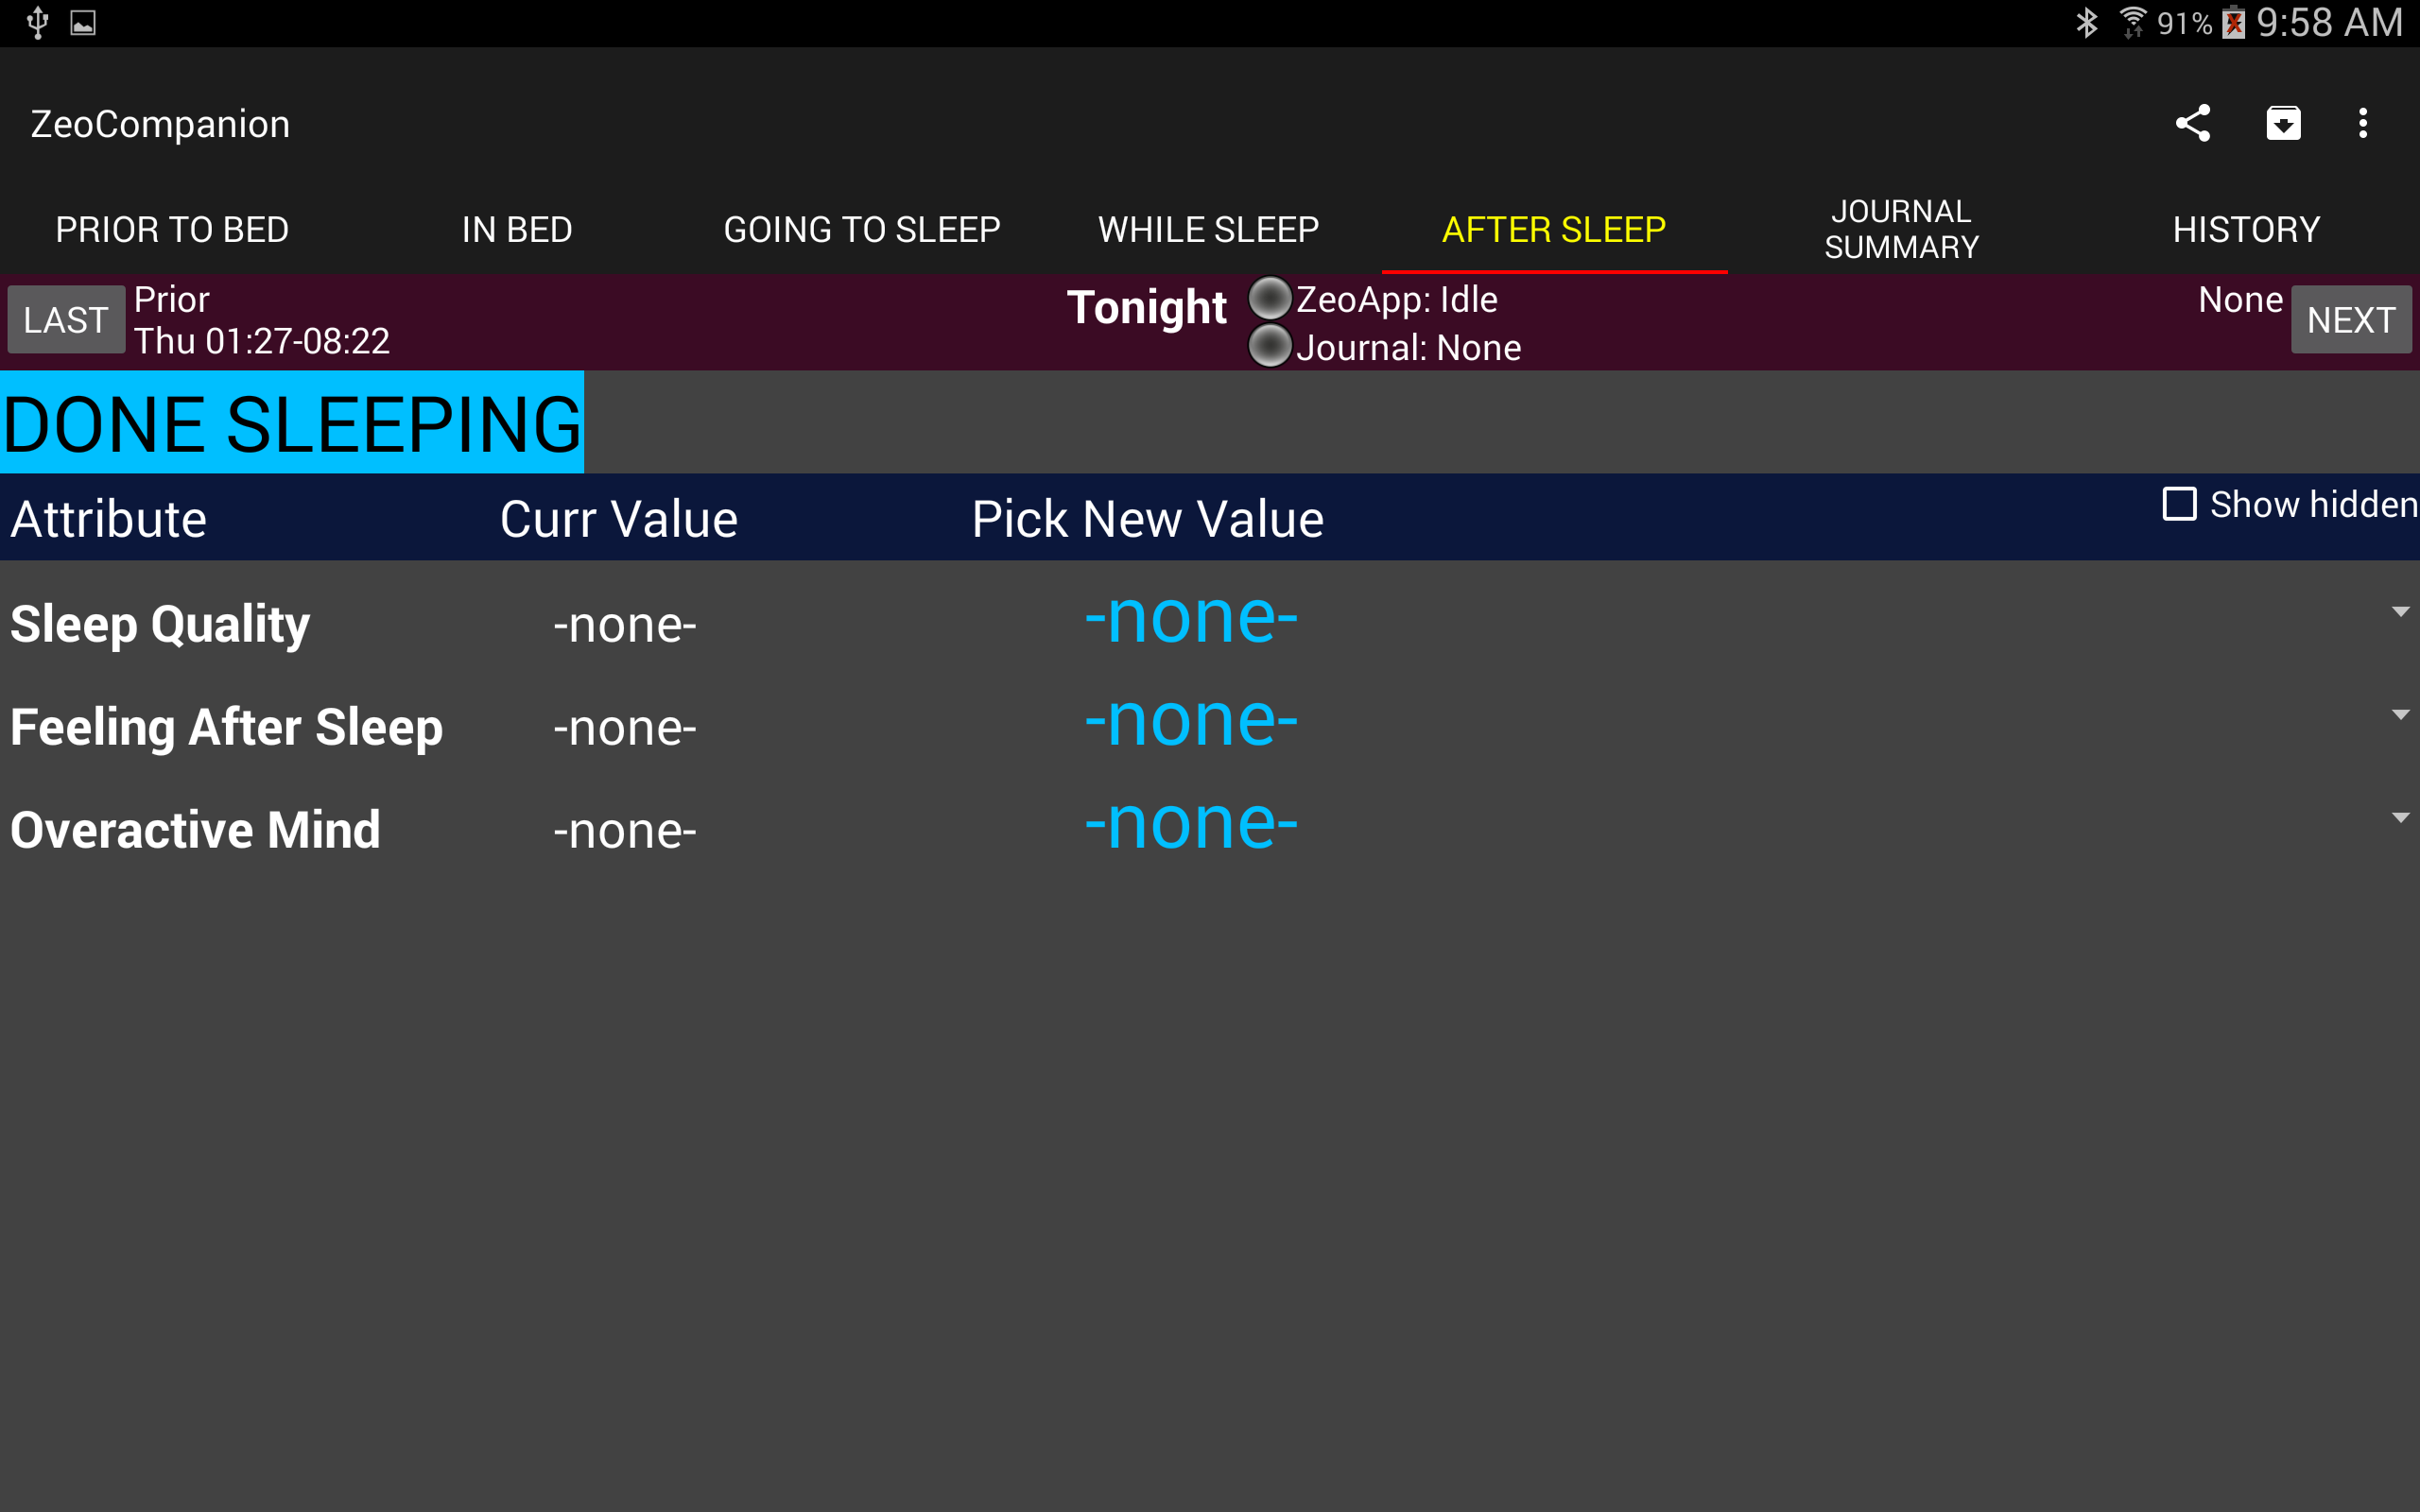 91% 9:58 AM
ZeoCompanion
PRIOR TO BED IN BED GOING TO SLEEP WHILE SLEEP AFTER SLEEP JOURNAL SUMMARY HISTORY
LAST Prior Tonight ZeoApp: Idle None NEXT
Thu 01:27-08:22 Journal: None
DONE SLEEPING
Attribute Curr Value Pick New Value Show hidden
Sleep Quality -none- -none-
Feeling After Sleep -none- -none-
Overactive Mind -none- -none-